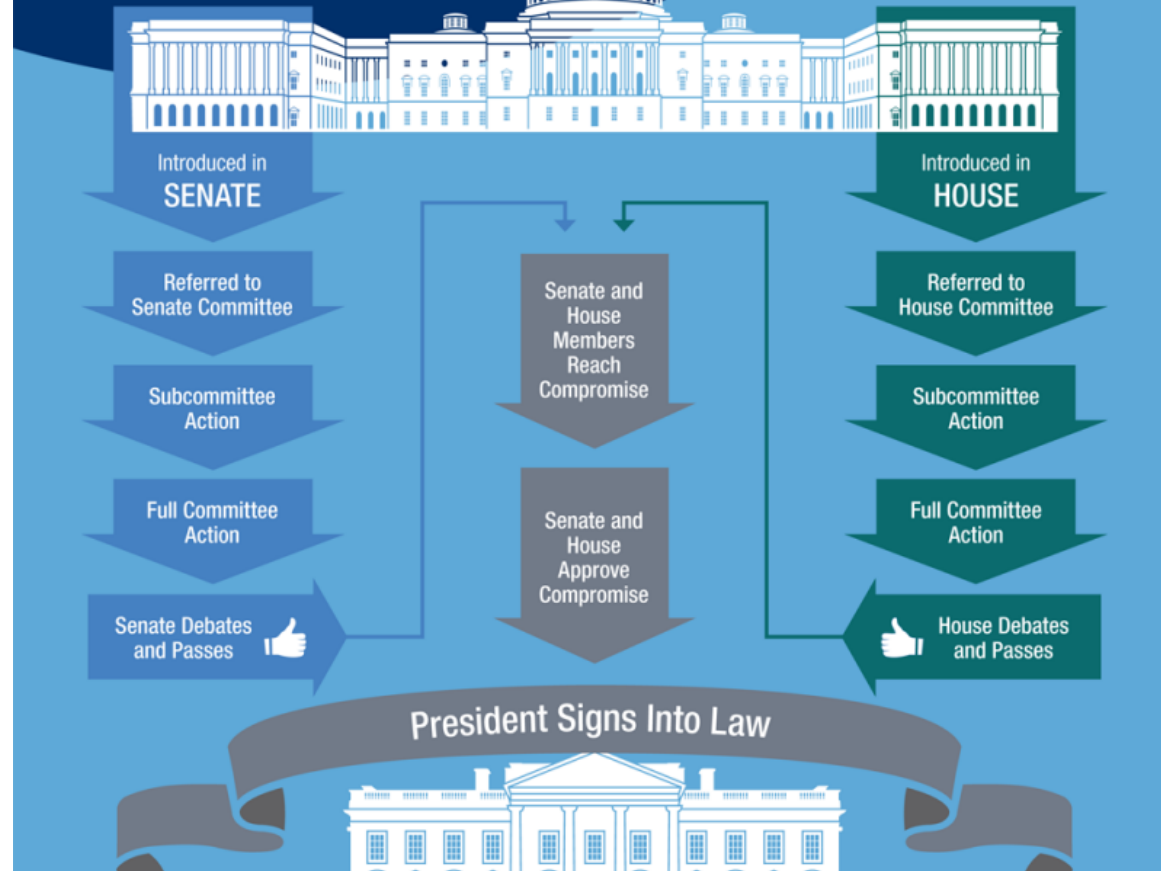 Introduced in
SENATE
Referred to
Senate Committee
Subcommittee
Action
Full Committee
Action
Senate Debates
and Passes
Senate and
House
Members
Reach
Compromise
Senate and
House
Approve
Compromise
Introduced in
HOUSE
Referred to
House Committee
Subcommittee
Action
Full Committee
Action
House Debates
and Passes
President Signs Into Law